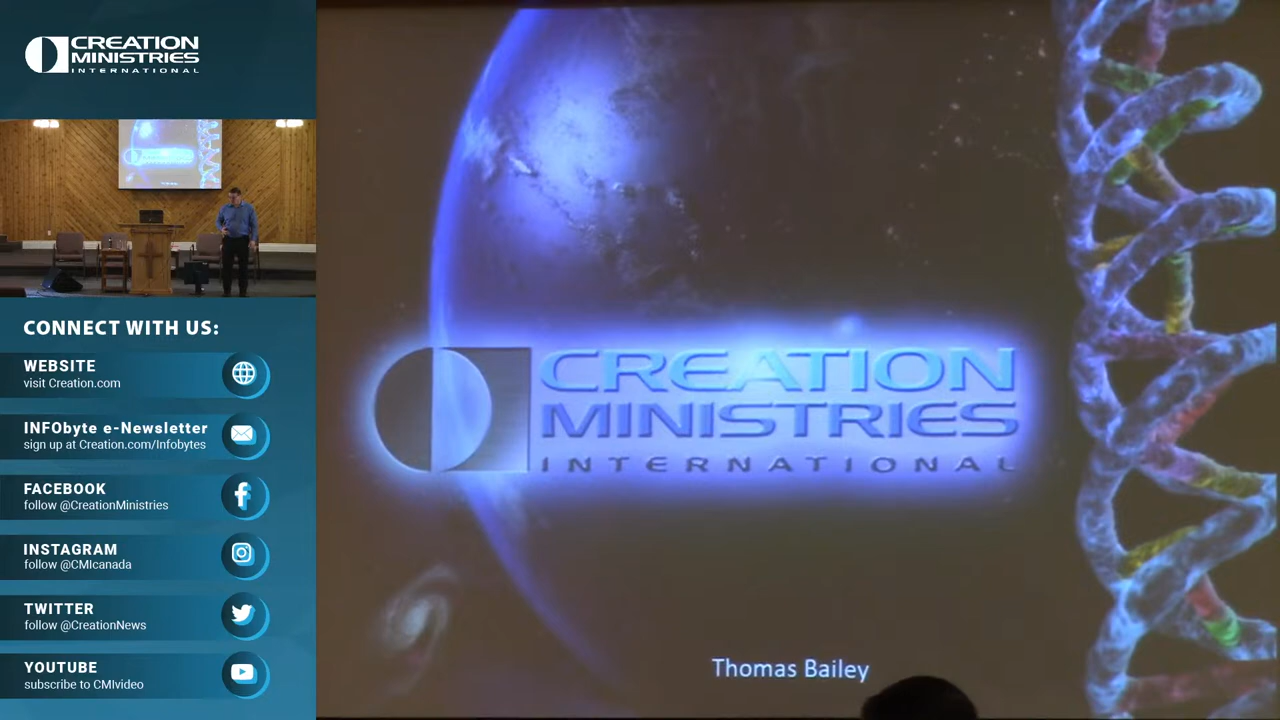 CREATION
MINISTRIES
INTERNATIONAL
CONNECT WITH US:
WEBSITE
visit Creation.com
INFObyte e-Newsletter
sign up at Creation.com/Infobytes
FACEBOOK
follow @CreationMinistries
INSTAGRAM
follow @CMIcanada
TWITTER
follow @CreationNews
YOUTUBE
subscribe to CMIvideo
CREATION
MINISTRIES
INTERNATIONAL
Thomas Bailey